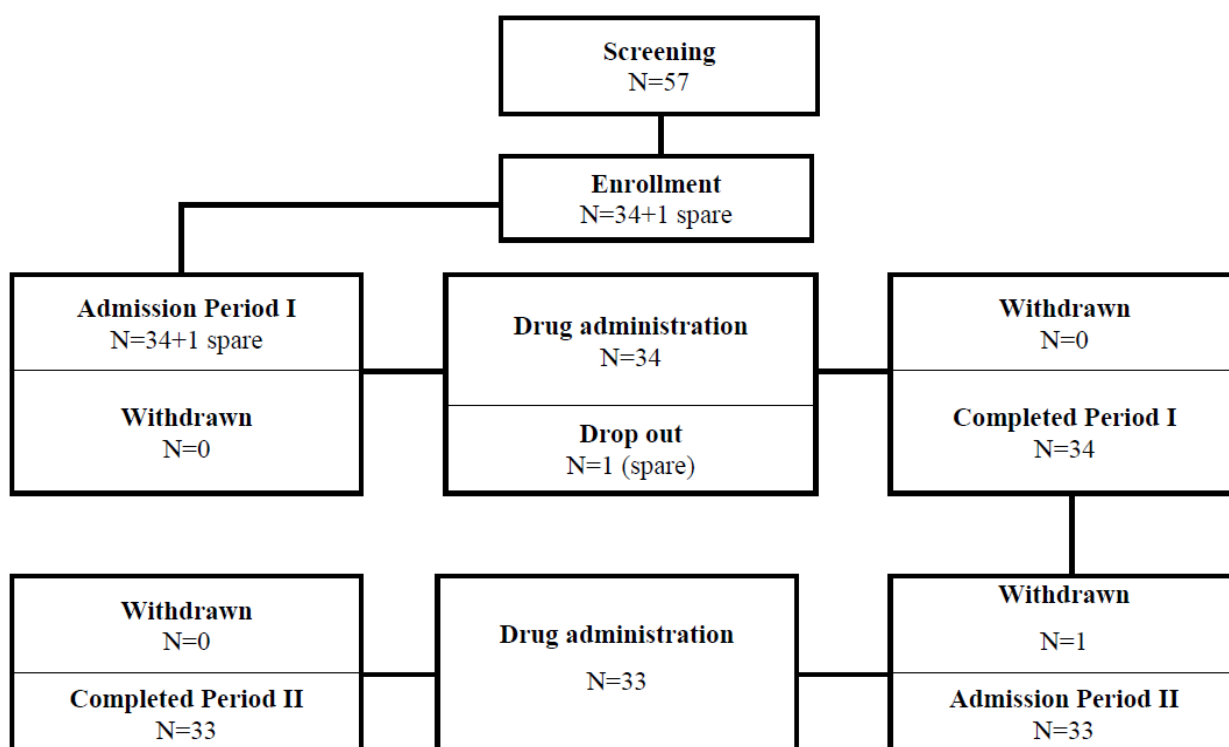 Screening
N=57
Enrollment
N=34+1 spare
Admission Period I
N=34+1 spare
Withdrawn
N=0
Drug administration
N=34
Drop out
N=1 (spare)
Withdrawn
N=0
Completed Period I
N=34
Withdrawn
N=1
Admission Period II
N=33
Drug administration
N=33
Withdrawn
N=0
Completed Period II
N=33